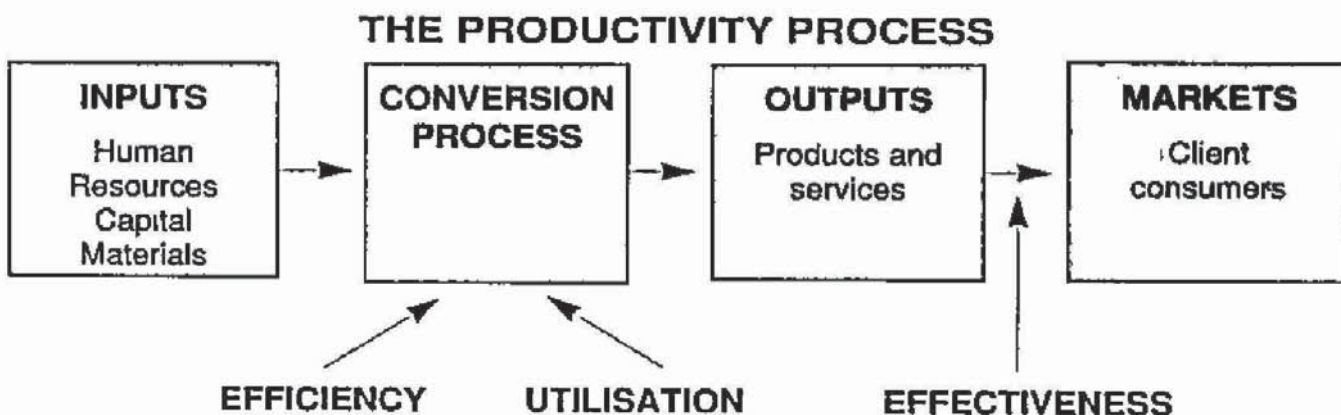 THE PRODUCTIVITY PROCESS
INPUTS
Human
Resources
Capital
Materials
CONVERSION
PROCESS
OUTPUTS
Products and
services
MARKETS
Client
consumers
EFFICIENCY
UTILISATION
EFFECTIVENESS